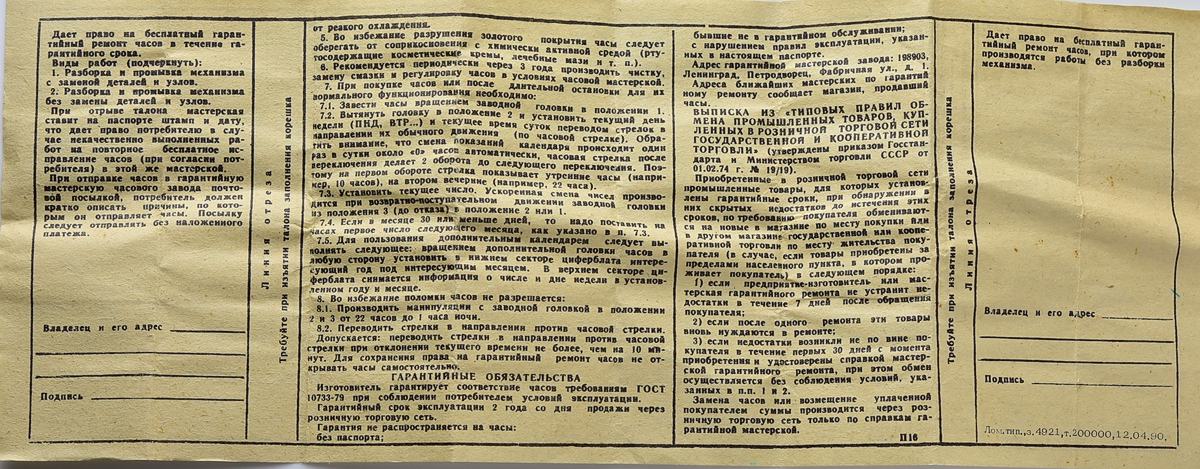 Дает право на бесплатный гаран-
тийный ремонт часов в течение га-
рантийного срока.
Виды работ (подчеркнуть):
1. Разборка и промывка механизма
с заменой деталей и узлов.
2. Разборка и промывка механизма
без замены деталей и узлов.
При отрыве талона мастерская
ставит на паспорте штамп и дату,
что дает право потребителю в слу-
чае некачественно выполненных ра-
бот на повторное бесплатное ис-
правление часов (при согласии пот-
ребителя) в этой же мастерской.
При отправке часов в гарантийную
мастерскую часового завода почто-
вой посылкой, потребитель должен
кратко описать причины, по кото-
рым он отправляет часы. Посылку
следует отправлять без наложенного
платежа.
Владелец и его адрес
Подпись
Линия отреза
Требуйте при изъятии талона заполнения корешка
от резкого охлаждения.
5. Во избежание разрушения золотого покрытия часы следует
оберегать от соприкосновения с химически активной средой (рту-
тосодержащие косметические кремы, лечебные мази и т. п.).
6. Рекомендуется периодически через 3 года производить чистку,
замену смазки и регулировку часов в условиях часовой мастерской.
7. При покупке часов или после длительной остановки для их
нормального функционирования необходимо:
7.1. Завести часы вращением заводной головки в положении 1.
7.2. Вытянуть головку в положение 2 и установить текущий день
недели (ПНД, ВТР...) и текущее время суток переводом стрелок в
направлении их обычного движения (по часовой стрелке). Обра-
тить внимание, что смена показаний календаря происходит один
раз в сутки около «0» часов автоматически, часовая стрелка после
переключения делает 2 оборота до следующего переключения. Поэ-
тому на первом обороте стрелка показывает утренние часы (напри-
мер, 10 часов), на втором вечерние (например, 22 часа).
7.3. Установить текущее число. Ускоренная смена чисел произво-
дится при возвратно-поступательном движении заводной головки
из положения 3 (до отказа) в положение 2 или 1.
7.4. Если в месяце 30 или меньше дней, то надо поставить на
часах первое число следующего месяца, как указано в п. 7.3.
7.5. Для пользования дополнительным календарем следует вы-
полнять следующее: вращением дополнительной головки часов в
любую сторону установить в нижнем секторе циферблата интере-
сующий год под интересующим месяцем. В верхнем секторе ци-
ферблата снимается информация о числе и дне недели в установ-
ленном году и месяце.
8. Во избежание поломки часов не разрешается:
8.1. Производить манипуляции с заводной головкой в положении
2 и 3 от 22 часов до 1 часа ночи.
8.2. Переводить стрелки в направлении против часовой стрелки.
Допускается: переводить стрелки в направлении против часовой
стрелки при отклонении текущего времени не более, чем на 10 ми-
нут. Для сохранения права на гарантийный ремонт часов не от-
крывать часы самостоятельно.
ГАРАНТИЙНЫЕ ОБЯЗАТЕЛЬСТВА
Изготовитель гарантирует соответствие часов требованиям ГОСТ
10733-79 при соблюдении потребителем условий эксплуатации.
Гарантийный срок эксплуатации 2 года со дня продажи через
розничную торговую сеть.
Гарантия не распространяется на часы:
без паспорта;
бывшие не в гарантийном обслуживании;
с нарушением правил эксплуатации, указан-
ных в настоящем паспорте.
Адрес гарантийной мастерской завода: 198903,
Ленинград, Петродворец, Фабричная ул., д. 1.
Адреса ближайших мастерских по гарантий
ному ремонту сообщает магазин, продавший
часы.
ВЫПИСКА ИЗ «ТИПОВЫХ ПРАВИЛ ОБ-
МЕНА ПРОМЫШЛЕННЫХ ТОВАРОВ, КУП-
ЛЕННЫХ В РОЗНИЧНОЙ ТОРГОВОЙ СЕТИ
ГОСУДАРСТВЕННОЙ И КООПЕРАТИВНОЙ
ТОРГОВЛИ» (утверждены приказом Госстан-
дарта и Министерством торговли СССР от
01.02.74 г. № 19/19).
Приобретенные в розничной торговой сети
промышленные товары, для которых установ-
лены гарантийные сроки, при обнаружении в
них скрытых недостатков до истечения этих
сроков, по требованию покупателя обменивают-
ся на новые в магазине по месту покупки или
в другом магазине государственной или коопе-
ративной торговли по месту жительства поку-
пателя (в случае, если товары приобретены за
пределами населенного пункта, в котором про-
живает покупатель) в следующем порядке:
1) если предприятие-изготовитель или мас-
терская гарантийного ремонта не устранит не-
достатки в течение 7 дней после обращения
покупателя;
2) если после одного ремонта эти товары
вновь нуждаются в ремонте;
3) если недостатки возникли не по вине по-
купателя в течение первых 30 дней с момента
приобретения и удостоверены справкой мастер-
ской гарантийного ремонта, при этом обмен
осуществляется без соблюдения условий, ука-
занных в п.п. 1 и 2.
Замена часов или возмещение уплаченной
покупателем суммы производится через роз-
ничную торговую сеть только по справкам га-
рантийной мастерской.
П16
Требуйте при изъятии талона заполнения корешка
Линия отреза
Дает право на бесплатный гаран-
тийный ремонт часов, при котором
производятся работы без разборки
механизма.
Владелец и его адрес
Подпись
Лом.тип.,з.4921,т.200000,12.04.90.